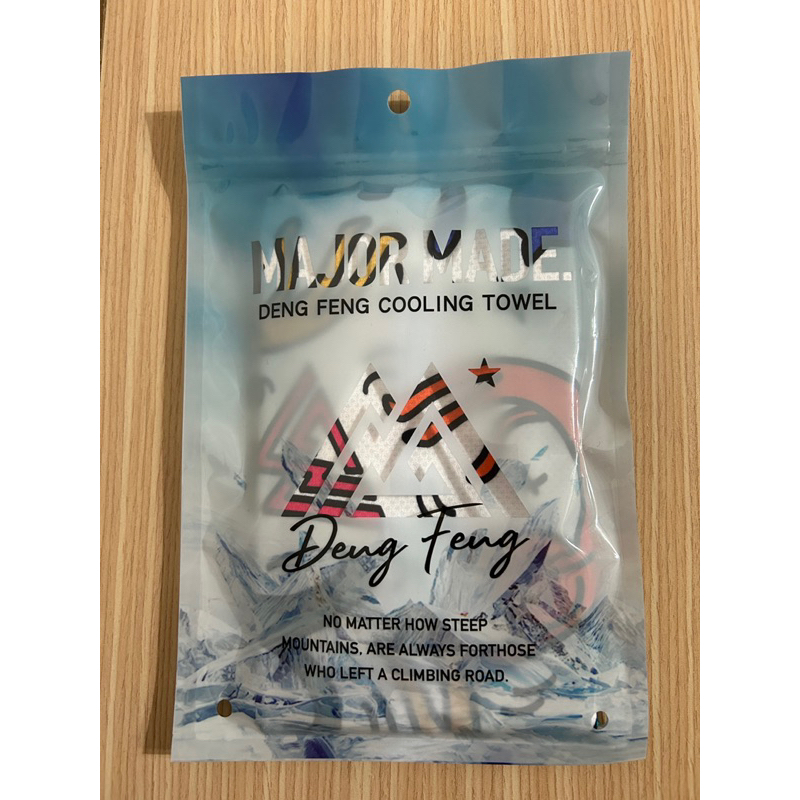 MAJOR MADE.
DENG FENG COOLING TOWEL
Deng Feng
NO MATTER HOW STEEP
MOUNTAINS, ARE ALWAYS FORTHOSE
WHO LEFT A CLIMBING ROAD.